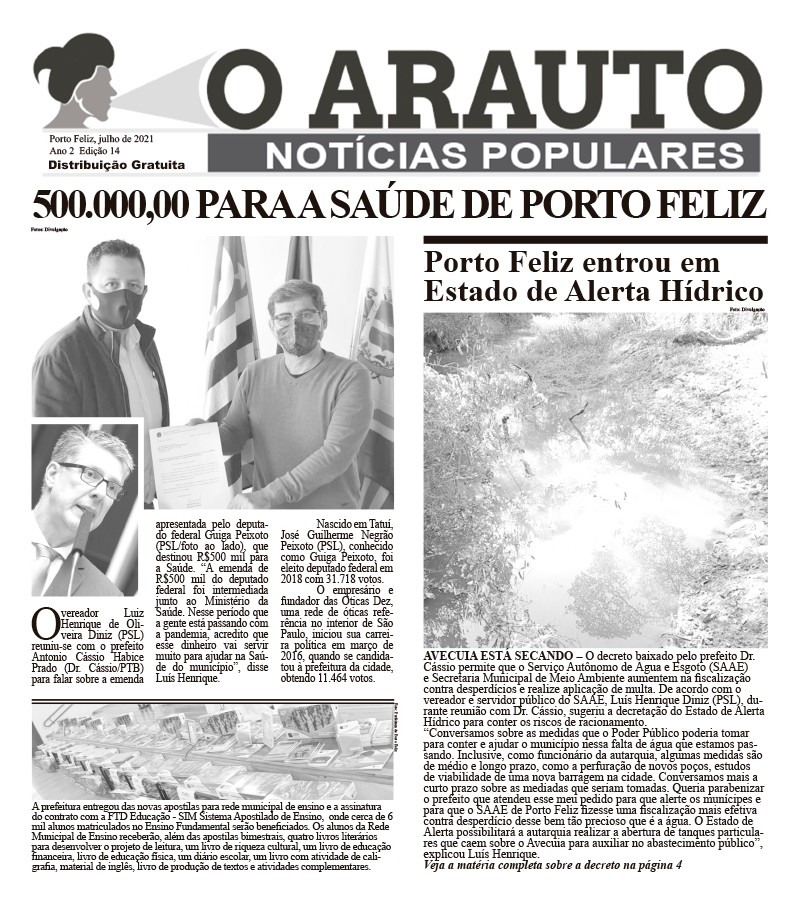 O ARAUTO
NOTÍCIAS POPULARES
Porto Feliz, julho de 2021
Ano 2 Edição 14
Distribuição Gratuita
500.000,00 PARA A SAÚDE DE PORTO FELIZ
Fotos: Divulgação
O vereador Luiz
Henrique de Oli-
veira Diniz (PSL)
reuniu-se com o prefeito
Antonio Cássio Habice
Prado (Dr. Cássio/PTB)
para falar sobre a emenda
apresentada pelo deputa-
do federal Guiga Peixoto
(PSL/foto ao lado), que
destinou R$500 mil para
a Saúde. “A emenda de
R$500 mil do deputado
federal foi intermediada
junto ao Ministério da
Saúde. Nesse período que
a gente está passando com
a pandemia, acredito que
esse dinheiro vai servir
muito para ajudar na Saú-
de do município”, disse
Luís Henrique.
Nascido em Tatuí,
José Guilherme Negrão
Peixoto (PSL), conhecido
como Guiga Peixoto, foi
eleito deputado federal em
2018 com 31.718 votos.
O empresário e
fundador das Óticas Dez,
uma rede de óticas refe-
rência no interior de São
Paulo, iniciou sua carrei-
ra política em março de
2016, quando se candida-
tou à prefeitura da cidade,
obtendo 11.464 votos.
A prefeitura entregou das novas apostilas para rede municipal de ensino e a assinatura
do contrato com a FTD Educação - SIM Sistema Apostilado de Ensino, onde cerca de 6
mil alunos matriculados no Ensino Fundamental serão beneficiados. Os alunos da Rede
Municipal de Ensino receberão, além das apostilas bimestrais, quatro livros literários
para desenvolver o projeto de leitura, um livro de riqueza cultural, um livro de educação
financeira, livro de educação física, um diário escolar, um livro com atividade de cali-
grafia, material de inglês, livro de produção de textos e atividades complementares.
Porto Feliz entrou em
Estado de Alerta Hídrico
Foto: Divulgação
AVECUIA ESTÁ SECANDO – O decreto baixado pelo prefeito Dr.
Cássio permite que o Serviço Autônomo de Água e Esgoto (SAAE)
e Secretaria Municipal de Meio Ambiente aumentem na fiscalização
contra desperdícios e realize aplicação de multa. De acordo com o
vereador e servidor público do SAAE, Luís Henrique Diniz (PSL), du-
rante reunião com Dr. Cássio, sugeriu a decretação do Estado de Alerta
Hídrico para conter os riscos de racionamento.
“Conversamos sobre as medidas que o Poder Público poderia tomar
para conter e ajudar o município nessa falta de água que estamos pas-
sando. Inclusive, como funcionário da autarquia, algumas medidas são
de médio e longo prazo, como a perfuração de novos poços, estudos
de viabilidade de uma nova barragem na cidade. Conversamos mais a
curto prazo sobre as mediadas que seriam tomadas. Queria parabenizar
o prefeito que atendeu esse meu pedido para que alerte os munícipes e
para que o SAAE de Porto Feliz fizesse uma fiscalização mais efetiva
contra desperdício desse bem tão precioso que é a água. O Estado de
Alerta possibilitará a autarquia realizar a abertura de tanques particula-
res que caem sobre o Avecuia para auxiliar no abastecimento público”,
explicou Luís Henrique.
Veja a matéria completa sobre a decreto na página 4